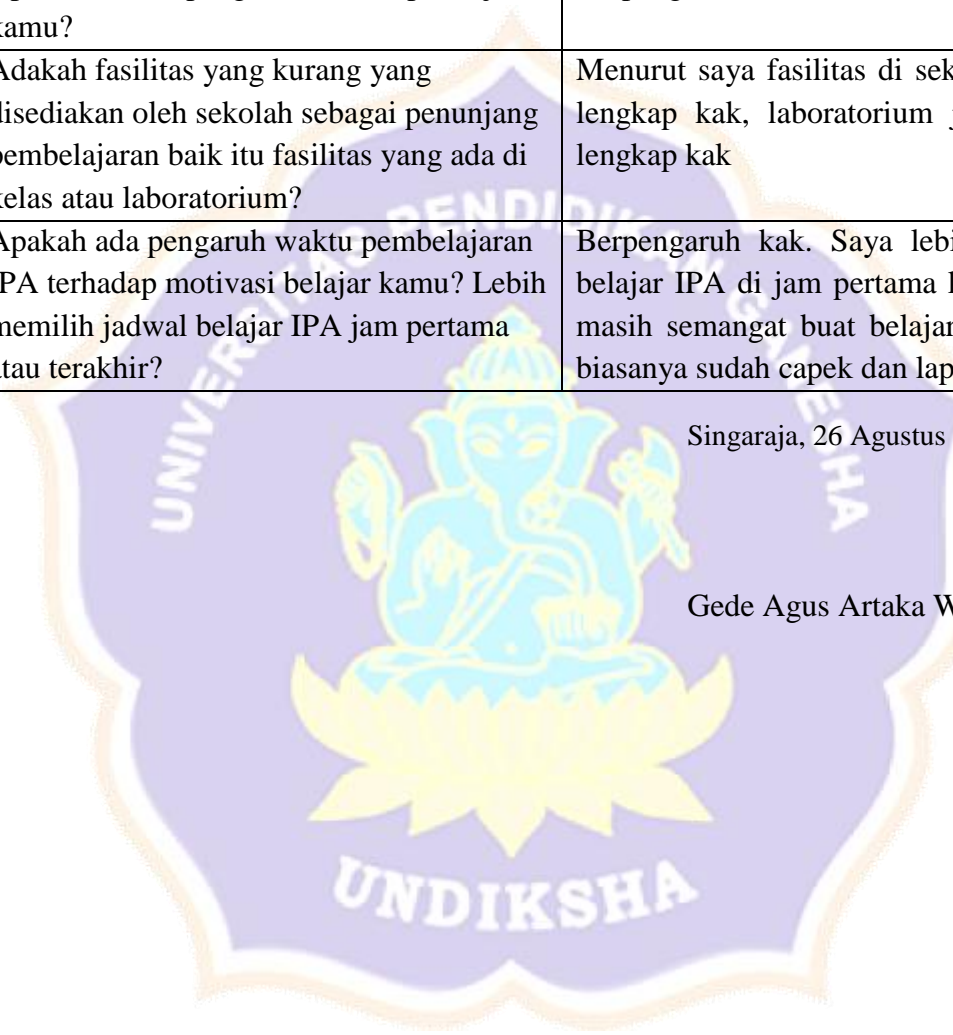 kamu?
Adakah fasilitas yang kurang yang
disediakan oleh sekolah sebagai penunjang
pembelajaran baik itu fasilitas yang ada di
kelas atau laboratorium?
Menurut saya fasilitas di
lengkap kak, laboratorium
lengkap kak
Apakah ada pengaruh waktu pembelajaran
IPA terhadap motivasi belajar kamu? Lebih
memilih jadwal belajar IPA jam pertama
atau terakhir?
Berpengaruh kak. Saya
belajar IPA di jam pertama
masih semangat buat belajar
biasanya sudah capek dan
Singaraja, 26 Agustus
Gede Agus Artaka
UNIVERSITAS PENDIDIKAN GANESHA
UNDIKSHA